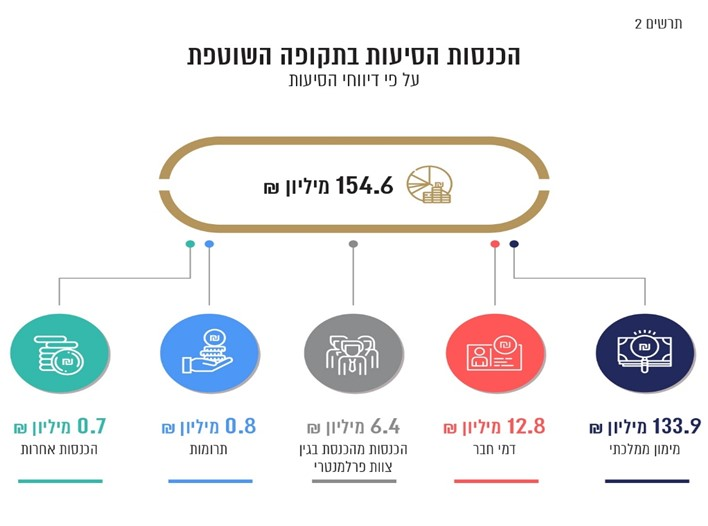 תרשים 2
הכנסות הסיעות בתקופה השוטפת
על פי דיווחי הסיעות
154.6 מיליון ₪
133.9 מיליון ₪
מימון ממלכתי
12.8 מיליון ₪
דמי חבר
6.4 מיליון ₪
הכנסות מהכנסת בגין
צוות פרלמנטרי
0.8 מיליון ₪
תרומות
0.7 מיליון ₪
הכנסות אחרות